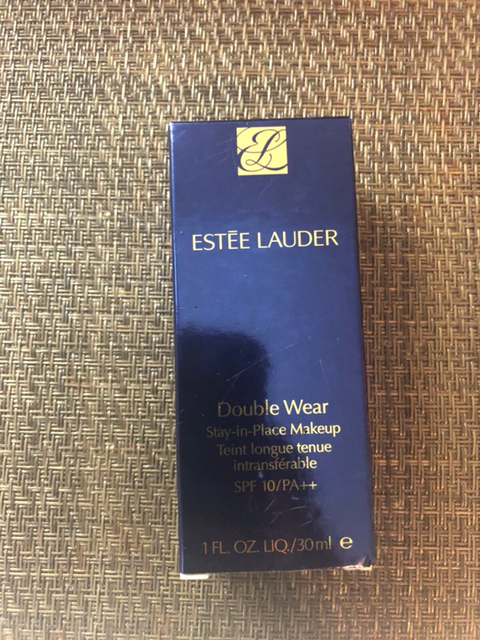 EL
ESTĒE LAUDER
Double Wear
Stay-in-Place Makeup
Teint longue tenue
intransférable
SPF 10/PA++
1 FL. OZ. LIQ./30ml e